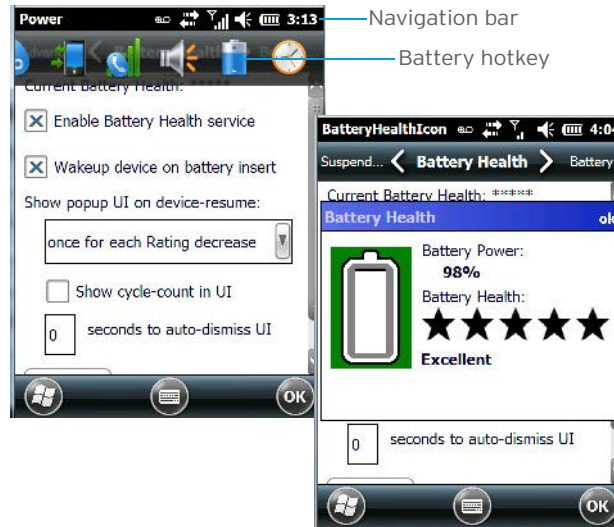 Power 3:13
Navigation bar
Battery hotkey
Current Battery Health: *****
Enable Battery Health service
Wakeup device on battery insert
Show popup UI on device-resume:
once for each Rating decrease
Show cycle-count in UI
0 seconds to auto-dismiss UI
OK
BatteryHealthIcon 4:04
Suspend... Battery Health Battery
Current Battery Health: *****
Battery Health ok
Battery Power:
98%
Battery Health:
Excellent
0 seconds to auto-dismiss UI
OK